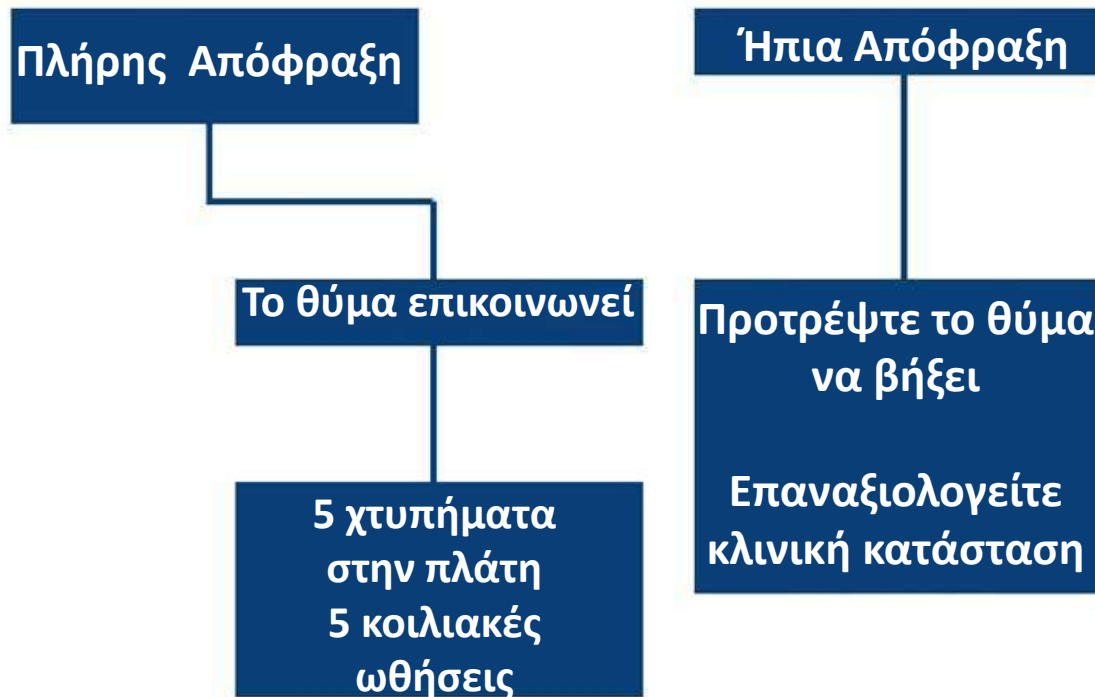 Πλήρης Απόφραξη
Ήπια Απόφραξη
Το θύμα επικοινωνεί
Προτρέψτε το θύμα
να βήξει
Επαναξιολογείτε
κλινική κατάσταση
5 χτυπήματα
στην πλάτη
5 κοιλιακές
ωθήσεις